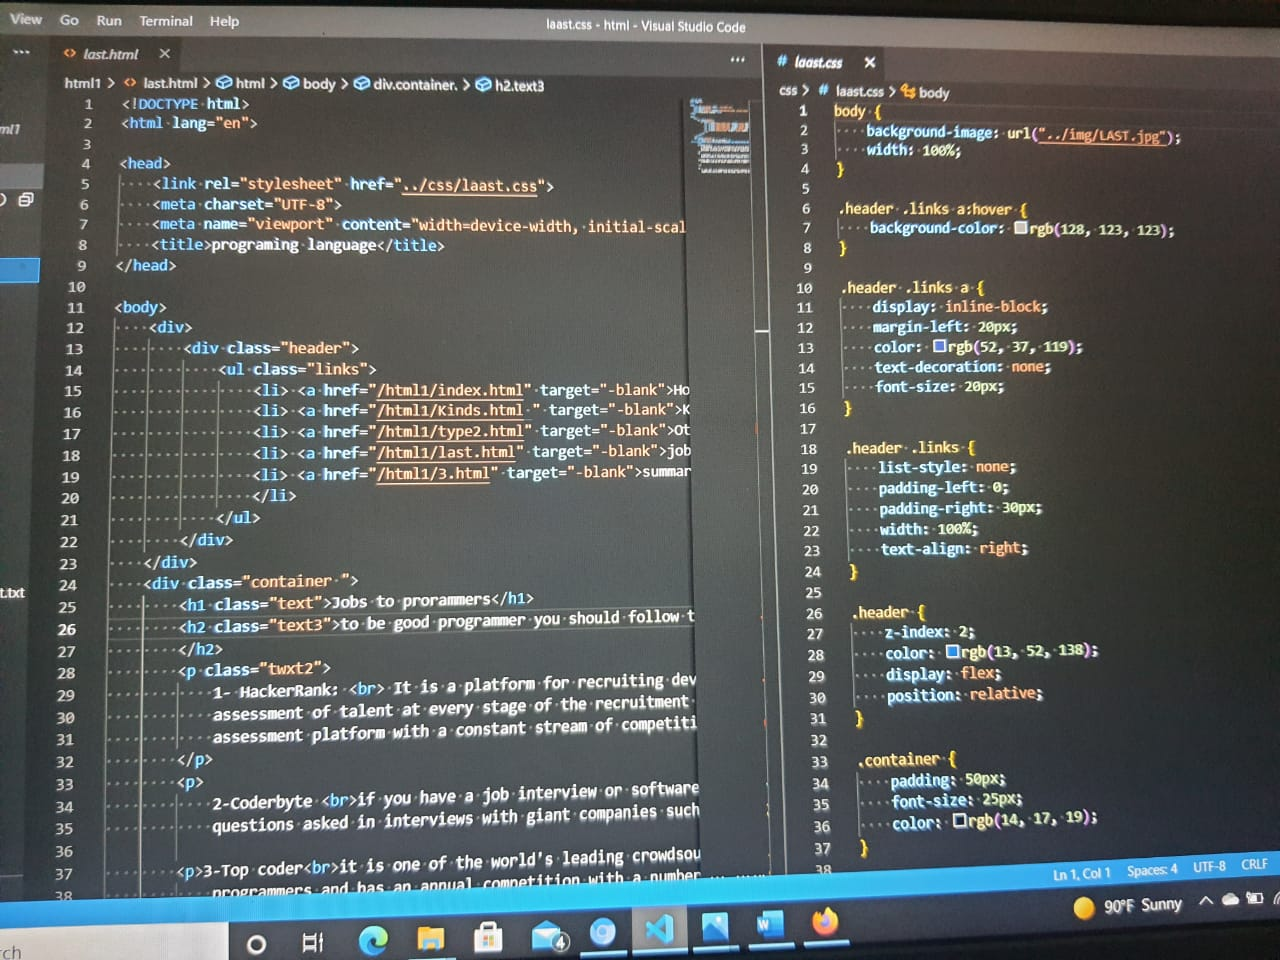 View Go Run Terminal Help
laast.css - html - Visual Studio Code
last.html
html1 > last.html > html > body > div.container. > h2.text3
1 <!DOCTYPE html>
2 <html lang="en">
3
4 <head>
5 <link rel="stylesheet" href="../css/laast.css">
6 <meta charset="UTF-8">
7 <meta name="viewport" content="width=device-width, initial-scal
8 <title>programing language</title>
9 </head>
10
11 <body>
12 <div>
13 <div class="header">
14 <ul class="links">
15 <li> <a href="/html1/index.html" target="-blank">Ho
16 <li> <a href="/html1/Kinds.html " target="-blank">K
17 <li> <a href="/html1/type2.html" target="-blank">Ot
18 <li> <a href="/html1/last.html" target="-blank">job
19 <li> <a href="/html1/3.html" target="-blank">summar
20 </li>
21 </ul>
22 </div>
23 </div>
24 <div class="container ">
25 <h1 class="text">Jobs to prorammers</h1>
26 <h2 class="text3">to be good programmer you should follow t
27 </h2>
28 <p class="twxt2">
29 1- HackerRank: <br> It is a platform for recruiting dev
30 assessment of talent at every stage of the recruitment
31 assessment platform with a constant stream of competiti
32 </p>
33 <p>
34 2-Coderbyte <br>if you have a job interview or software
35 questions asked in interviews with giant companies such
36
37 <p>3-Top coder<br>it is one of the world's leading crowdsou
38 programmers and has an annual competition with a number
ml1
t.txt
# laast.css
css > # laast.css > body
1 body {
2 background-image: url("../img/LAST.jpg");
3 width: 100%;
4 }
5
6 .header .links a:hover {
7 background-color: rgb(128, 123, 123);
8 }
9
10 .header .links a {
11 display: inline-block;
12 margin-left: 20px;
13 color: rgb(52, 37, 119);
14 text-decoration: none;
15 font-size: 20px;
16 }
17
18 .header .links {
19 list-style: none;
20 padding-left: 0;
21 padding-right: 30px;
22 width: 100%;
23 text-align: right;
24 }
25
26 .header {
27 z-index: 2;
28 color: rgb(13, 52, 138);
29 display: flex;
30 position: relative;
31 }
32
33 .container {
34 padding: 50px;
35 font-size: 25px;
36 color: rgb(14, 17, 19);
37 }
38
Ln 1, Col 1 Spaces: 4 UTF-8 CRLF
rch
4
90°F Sunny